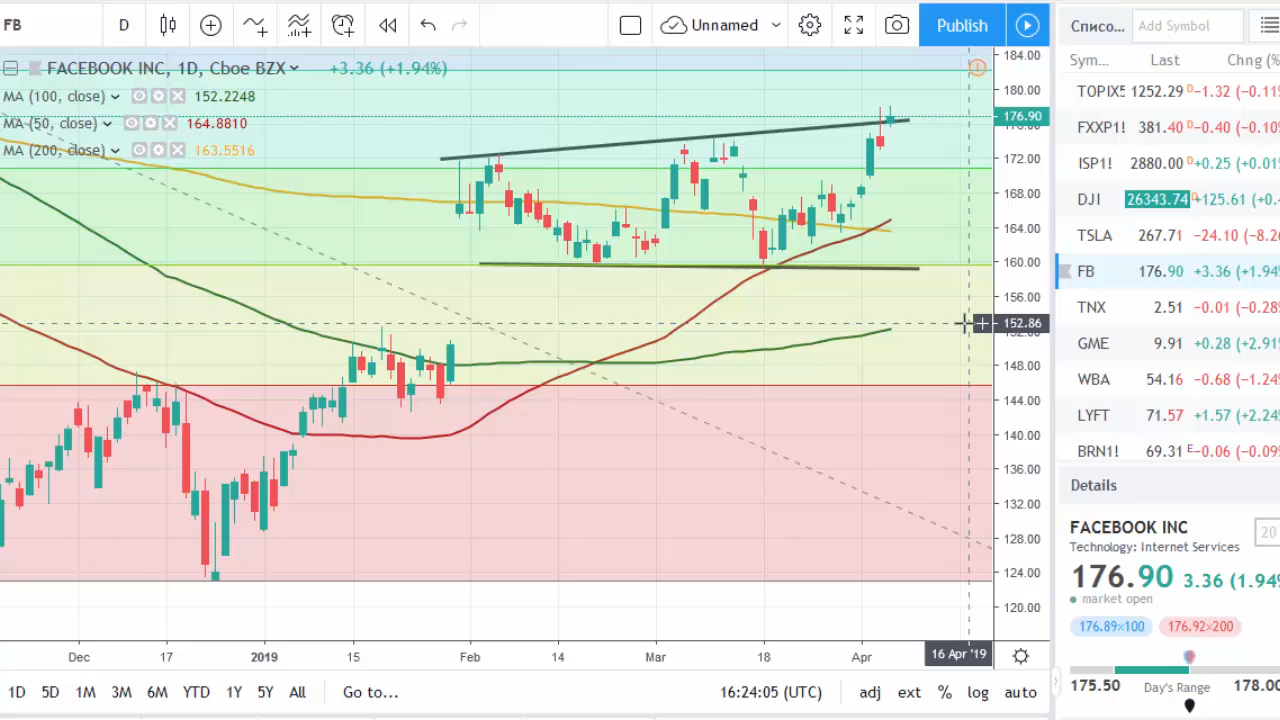 FB
D
Unnamed
Publish
Списо...
Add Symbol
FACEBOOK INC, 1D, Cboe BZX
+3.36 (+1.94%)
MA (100, close)
152.2248
MA (50, close)
164.8810
MA (200, close)
163.5516
184.00
180.00
176.90
172.00
168.00
164.00
160.00
156.00
152.86
148.00
144.00
140.00
136.00
132.00
128.00
124.00
120.00
Dec
17
2019
15
Feb
14
Mar
18
Apr
16 Apr '19
1D
5D
1M
3M
6M
YTD
1Y
5Y
All
Go to...
16:24:05 (UTC)
adj
ext
%
log
auto
Sym...
Last
Chng (%
TOPIX5 1252.29 D −1.32 (−0.11%
FXXP1! 381.40 D −0.40 (−0.10%
ISP1! 2880.00 D +0.25 (+0.01%
DJI 26343.74 D +125.61 (+0.4
TSLA 267.71 −24.10 (−8.26
FB 176.90 +3.36 (+1.94%
TNX 2.51 −0.01 (−0.28%
GME 9.91 +0.28 (+2.91%
WBA 54.16 −0.68 (−1.24%
LYFT 71.57 +1.57 (+2.24%
BRN1! 69.31 E −0.06 (−0.09%
Details
FACEBOOK INC
20
Technology: Internet Services
176.90 3.36 (1.94%
market open
176.89×100
176.92×200
175.50
Day's Range
178.00